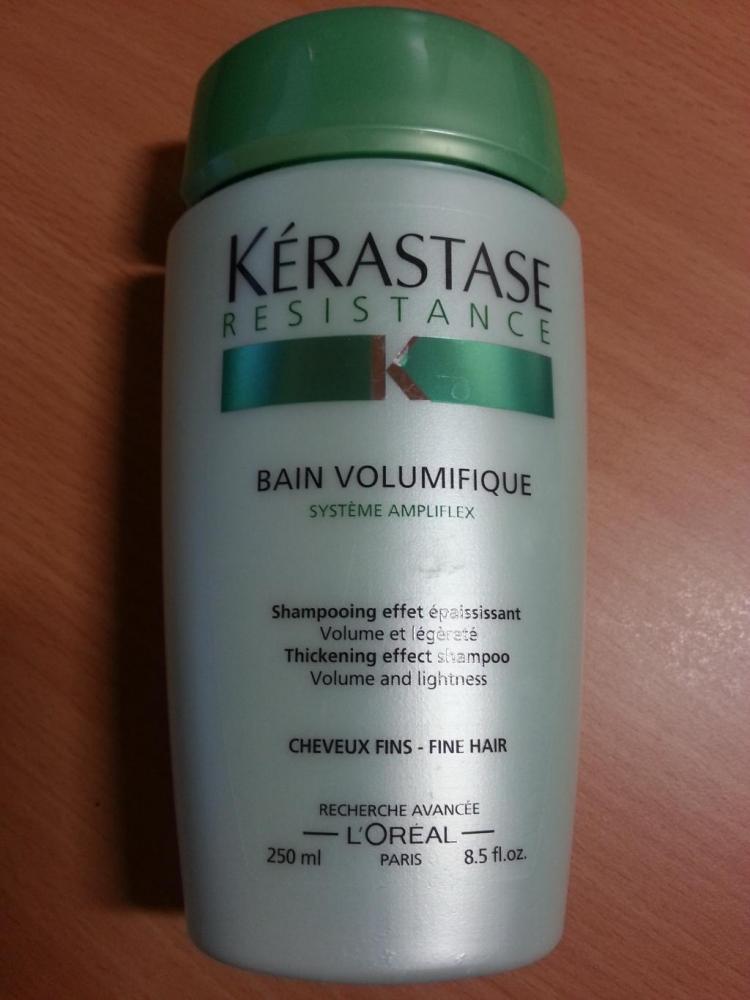 KÉRASTASE
RESISTANCE
K
BAIN VOLUMIFIQUE
SYSTÈME AMPLIFLEX
Shampooing effet épaississant
Volume et légèreté
Thickening effect shampoo
Volume and lightness
CHEVEUX FINS - FINE HAIR
RECHERCHE AVANCÉE
L'ORÉAL
250 ml PARIS 8.5 fl.oz.